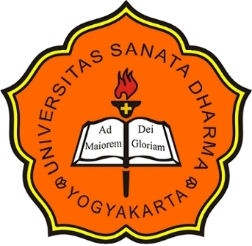 UNIVERSITAS SANATA DHARMA
Ad Dei
Maiorem Gloriam
YOGYAKARTA